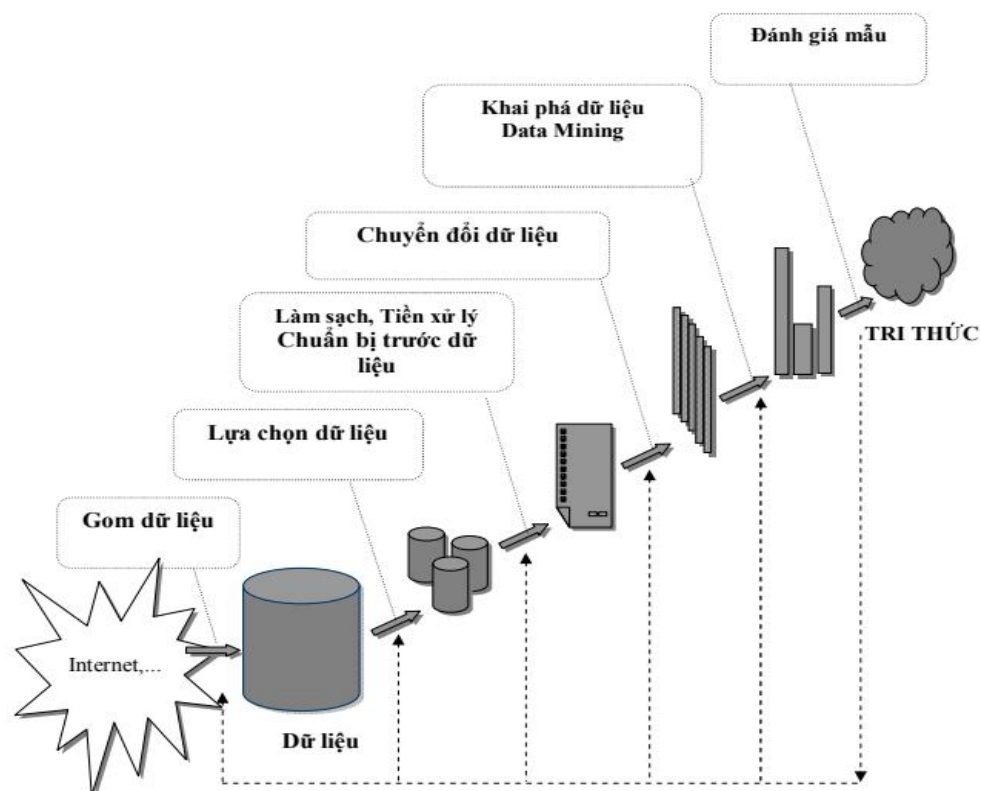 Đánh giá mẫu
Khai phá dữ liệu
Data Mining
Chuyển đổi dữ liệu
Làm sạch, Tiền xử lý
Chuẩn bị trước dữ
liệu
TRI THỨC
Lựa chọn dữ liệu
Gom dữ liệu
Internet,...
Dữ liệu